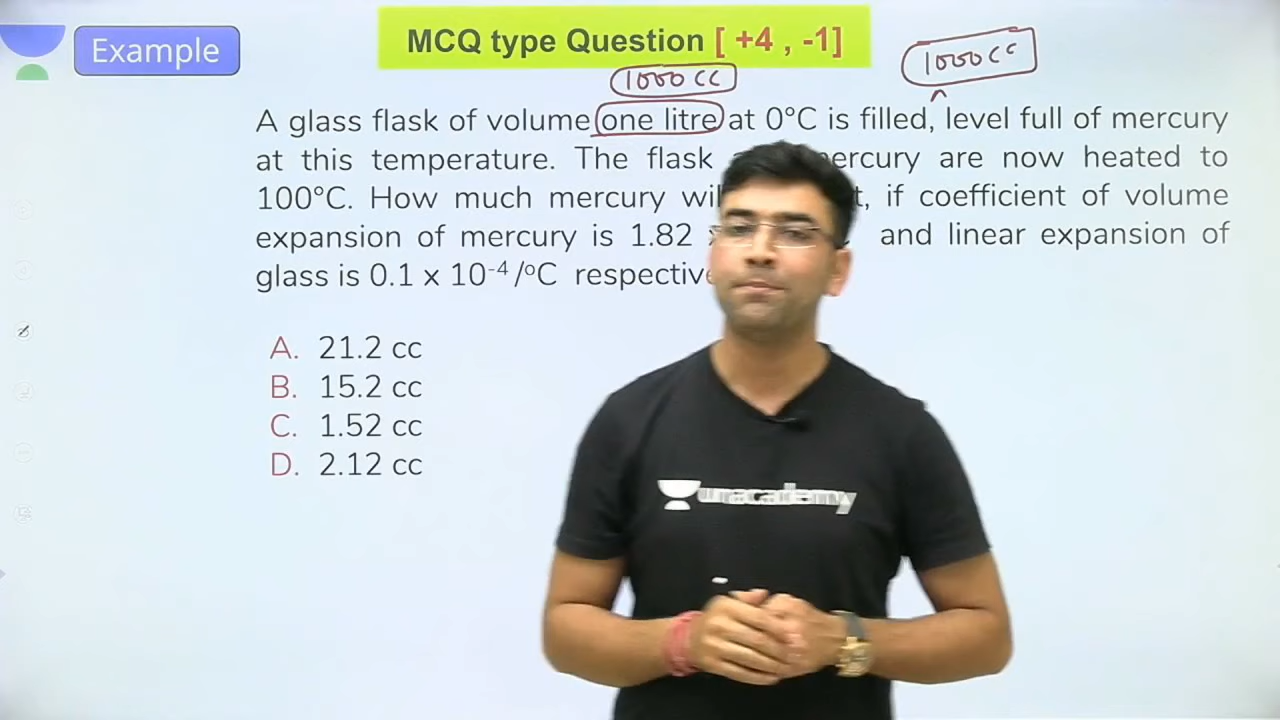 Example
MCQ type Question [ +4 , -1]
1000 cc
1000 cc
A glass flask of volume one litre at 0°C is filled, level full of mercury
at this temperature. The flask mercury are now heated to
100°C. How much mercury if coefficient of volume
expansion of mercury is 1.82 and linear expansion of
glass is 0.1 x 10⁻⁴/°C
A. 21.2 cc
B. 15.2 cc
C. 1.52 cc
D. 2.12 cc
unacademy